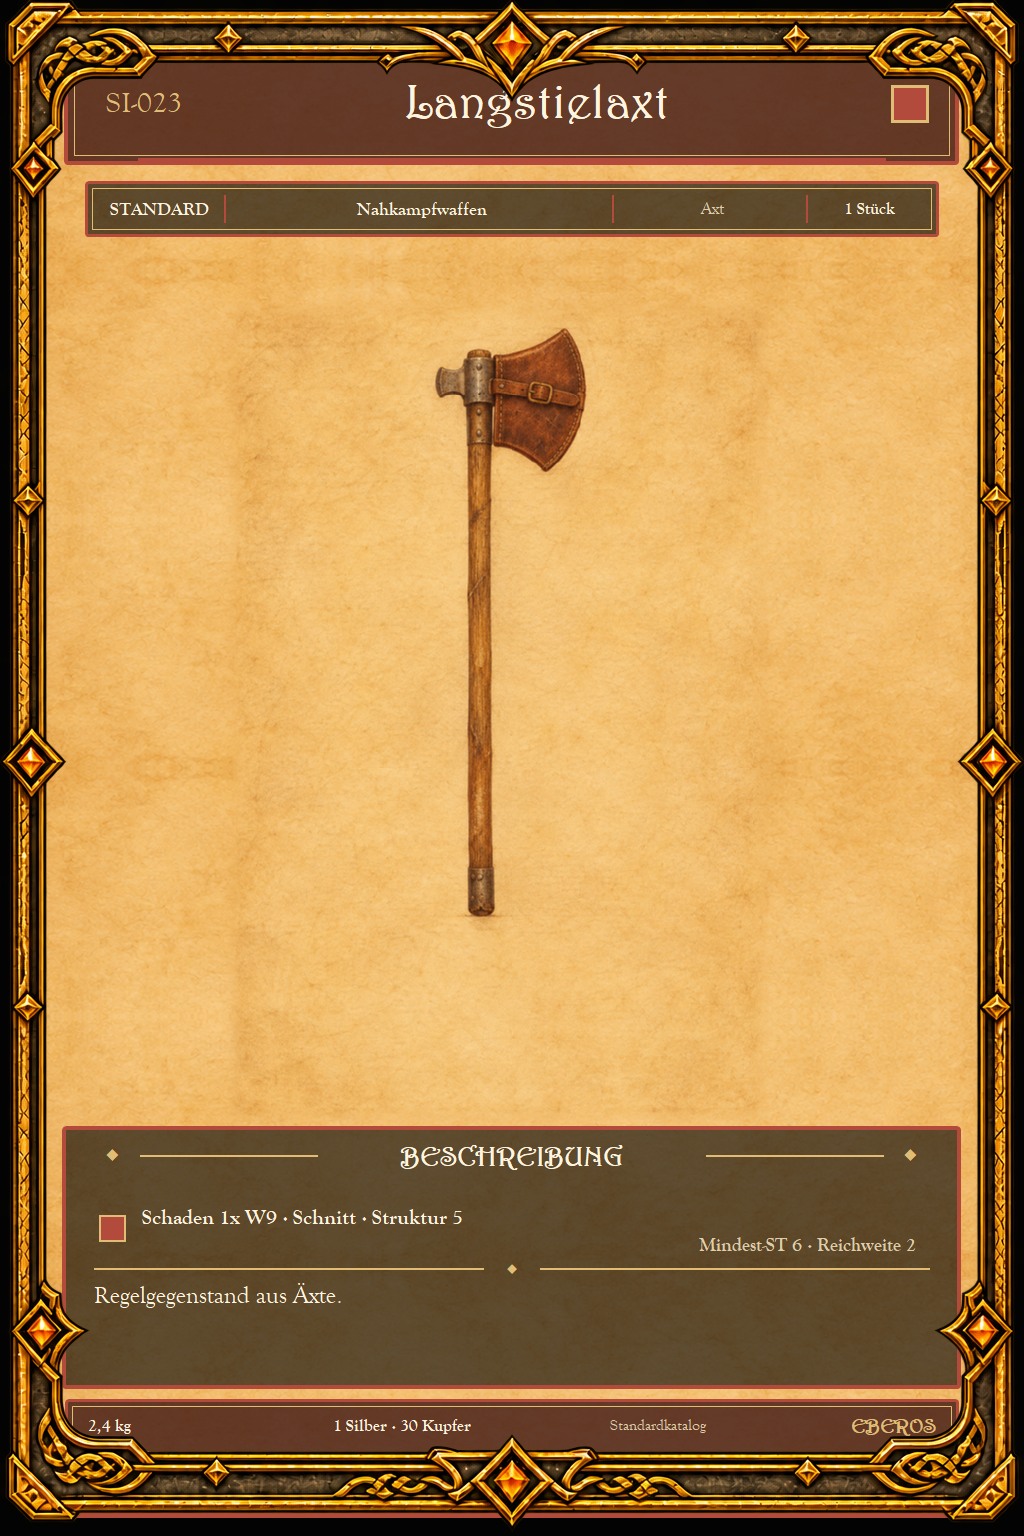 SI-023
Langstielaxt
STANDARD
Nahkampfwaffen
Axt
1 Stück
BESCHREIBUNG
Schaden 1x W9 · Schnitt · Struktur 5
Mindest-ST 6 · Reichweite 2
Regelgegenstand aus Äxte.
2,4 kg
1 Silber · 30 Kupfer
Standardkatalog
EBEROS